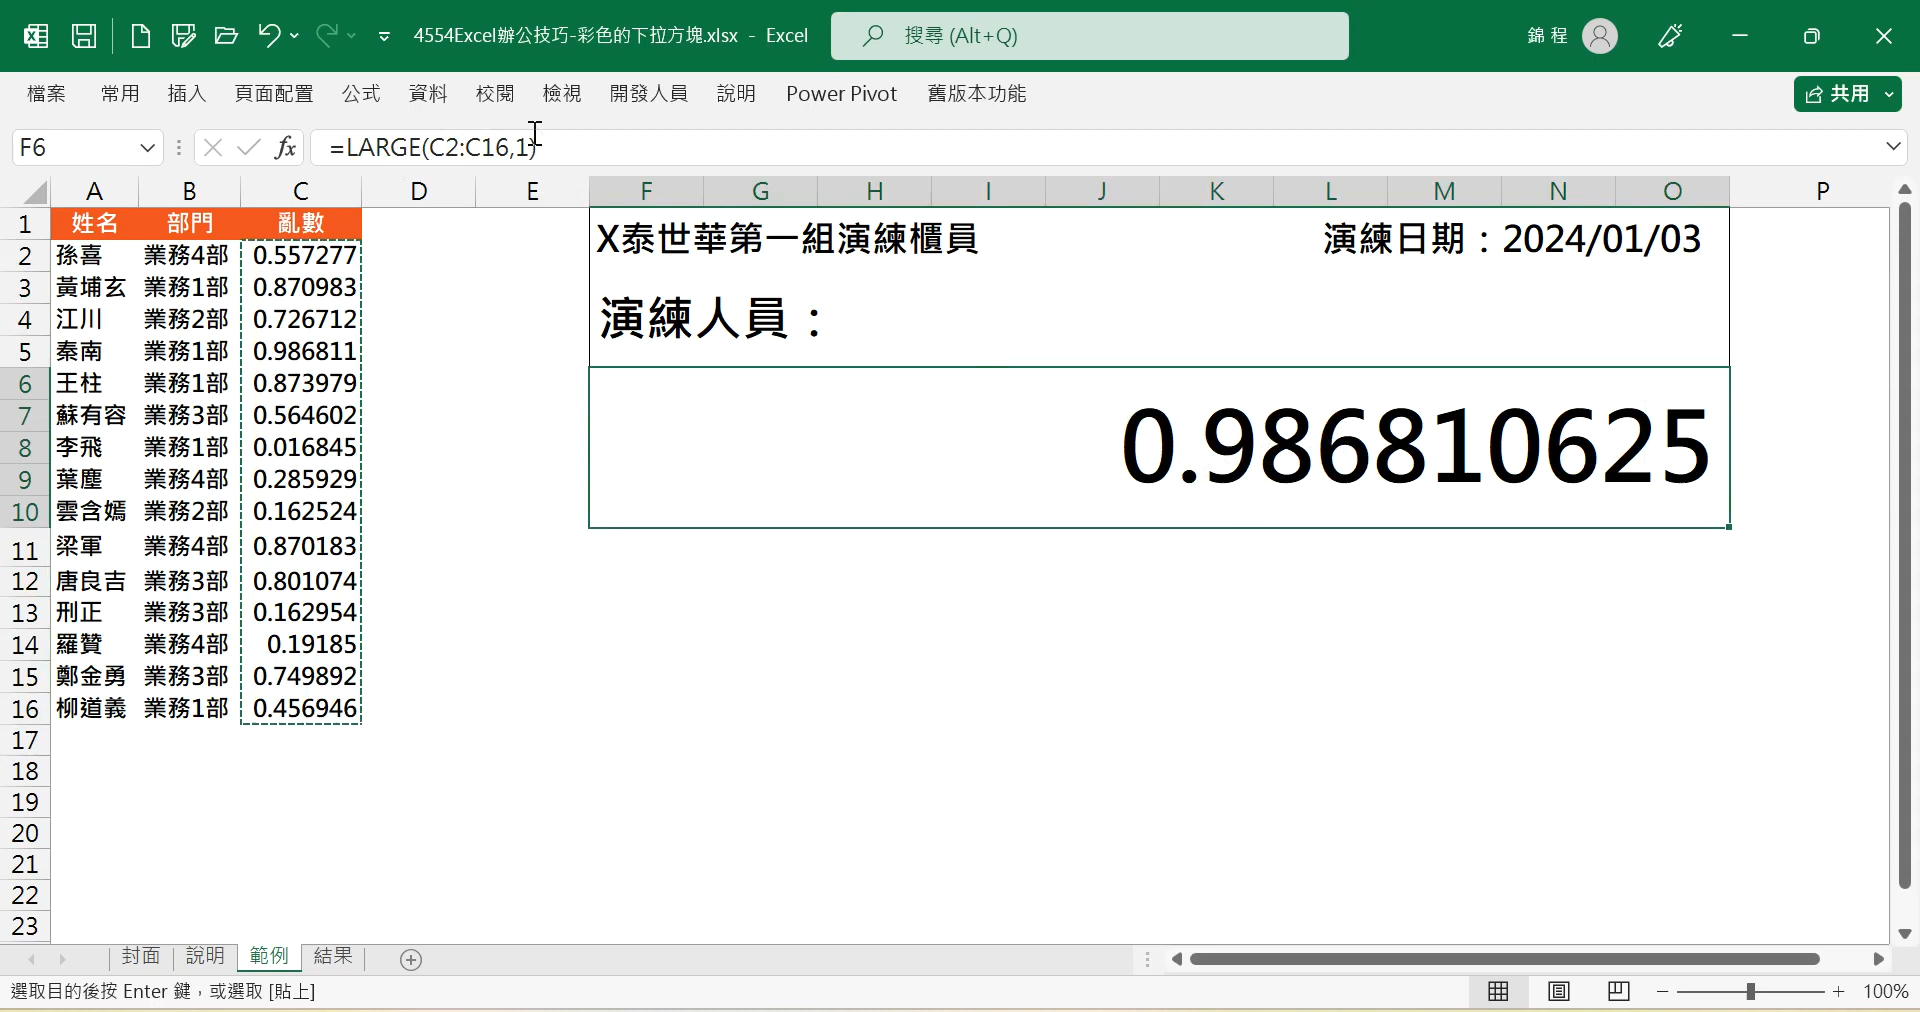 4554Excel辦公技巧-彩色的下拉方塊.xlsx - Excel
搜尋 (Alt+Q)
錦 程
檔案 常用 插入 頁面配置 公式 資料 校閱 檢視 開發人員 說明 Power Pivot 舊版本功能
共用
F6
fx
=LARGE(C2:C16,1)
A B C D E F G H I J K L M N O P
1 姓名 部門 亂數
2 孫喜 業務4部 0.557277
3 黃埔玄 業務1部 0.870983
4 江川 業務2部 0.726712
5 秦南 業務1部 0.986811
6 王柱 業務1部 0.873979
7 蘇有容 業務3部 0.564602
8 李飛 業務1部 0.016845
9 葉塵 業務4部 0.285929
10 雲含嫣 業務2部 0.162524
11 梁軍 業務4部 0.870183
12 唐良吉 業務3部 0.801074
13 刑正 業務3部 0.162954
14 羅贊 業務4部 0.19185
15 鄭金勇 業務3部 0.749892
16 柳道義 業務1部 0.456946
17
18
19
20
21
22
23
X泰世華第一組演練櫃員 演練日期：2024/01/03
演練人員：
0.986810625
封面 說明 範例 結果
選取目的後按 Enter 鍵，或選取 [貼上]
100%